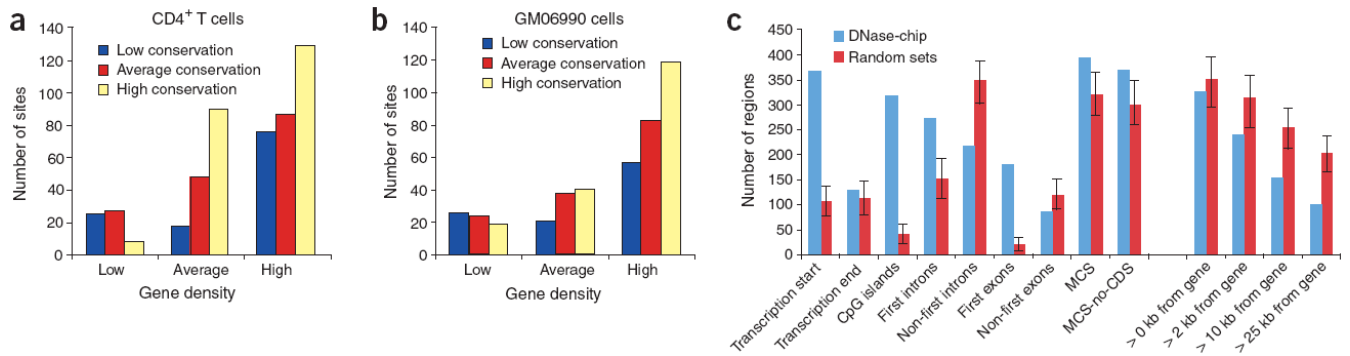 a
CD4+ T cells
140
120
100
80
60
40
20
0
Number of sites
Low conservation
Average conservation
High conservation
Low
Average
High
Gene density
b
GM06990 cells
140
120
100
80
60
40
20
0
Number of sites
Low conservation
Average conservation
High conservation
Low
Average
High
Gene density
c
450
400
350
300
250
200
150
100
50
0
Number of regions
DNase-chip
Random sets
Transcription start
Transcription end
CpG islands
First introns
Non-first introns
First exons
Non-first exons
MCS
MCS-no-CDS
> 0 kb from gene
> 2 kb from gene
> 10 kb from gene
> 25 kb from gene